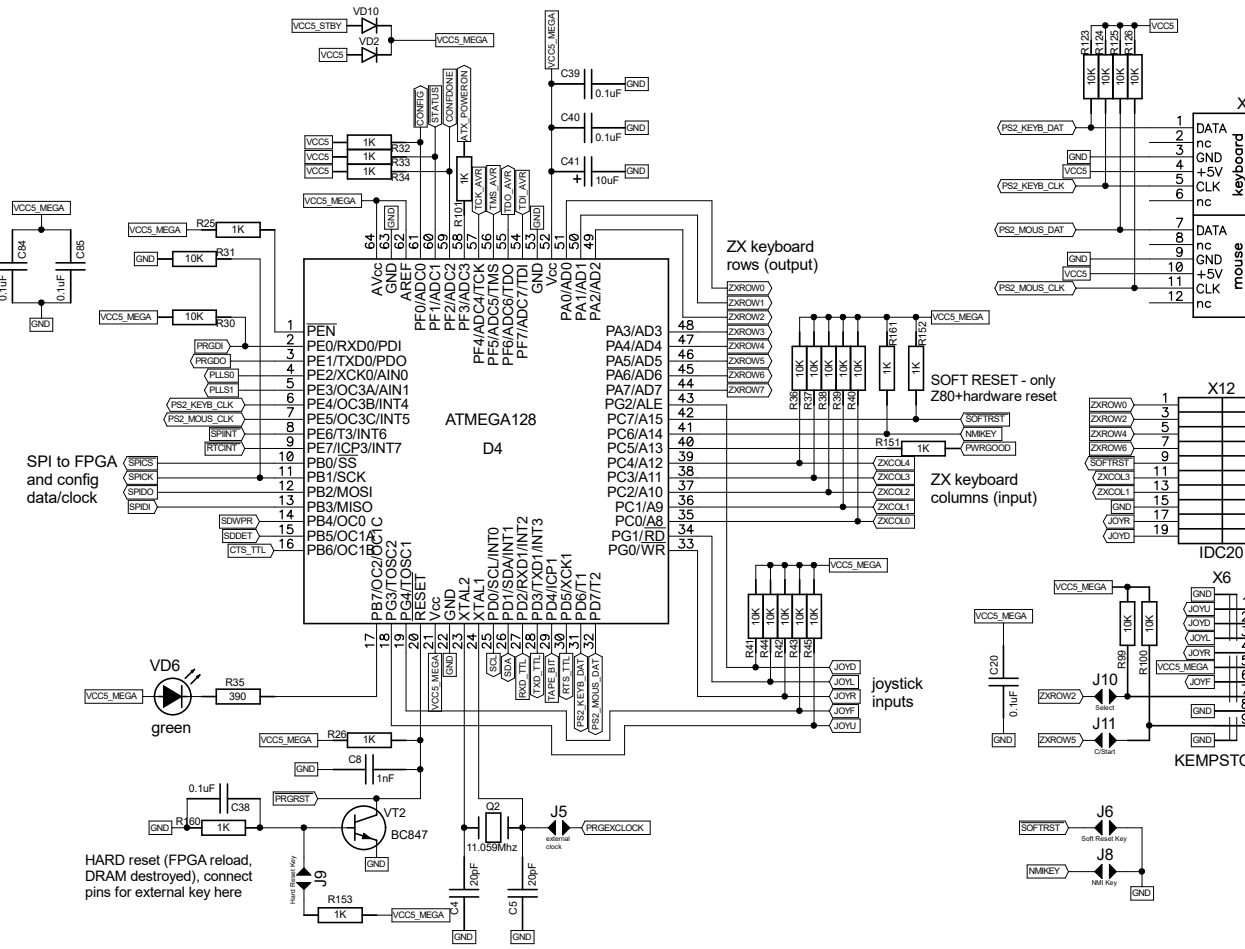 VD10
VCC5_STBY
VD2
VCC5_MEGA
VCC5
VCC5_MEGA
C39
0.1uF
GND
C40
0.1uF
GND
C41
+
10uF
GND
CONFIG
STATUS
CONFDONE
ATX_POWERON
VCC5
1K
R32
VCC5
1K
R33
VCC5
1K
R34
R101
1K
TCK_AVR
TMS_AVR
TDO_AVR
TDI_AVR
GND
VCC5_MEGA
GND
VCC5_MEGA
C84
0.1uF
C85
0.1uF
GND
VCC5_MEGA
R25
1K
GND
10K
R31
VCC5_MEGA
10K
R30
64 63 62 61 60 59 58 57 56 55 54 53 52 51 50 49
AVcc
GND
AREF
PF0/ADC0
PF1/ADC1
PF2/ADC2
PF3/ADC3
PF4/ADC4/TCK
PF5/ADC5/TMS
PF6/ADC6/TDO
PF7/ADC7/TDI
GND
Vcc
PA0/AD0
PA1/AD1
PA2/AD2
1 PEN
PRGDI 2 PE0/RXD0/PDI
PRGDO 3 PE1/TXD0/PDO
PLLS0 4 PE2/XCK0/AIN0
PLLS1 5 PE3/OC3A/AIN1
PS2_KEYB_CLK 6 PE4/OC3B/INT4
PS2_MOUS_CLK 7 PE5/OC3C/INT5
SPIINT 8 PE6/T3/INT6
RTCINT 9 PE7/ICP3/INT7
SPICS 10 PB0/SS
SPICK 11 PB1/SCK
SPIDO 12 PB2/MOSI
SPIDI 13 PB3/MISO
SDWPR 14 PB4/OC0
SDDET 15 PB5/OC1A
CTS_TTL 16 PB6/OC1B
SPI to FPGA
and config
data/clock
ATMEGA128
D4
PA3/AD3 48
PA4/AD4 47
PA5/AD5 46
PA6/AD6 45
PA7/AD7 44
PG2/ALE 43
PC7/A15 42
PC6/A14 41
PC5/A13 40
PC4/A12 39
PC3/A11 38
PC2/A10 37
PC1/A9 36
PC0/A8 35
PG1/RD 34
PG0/WR 33
PB7/OC2/OC1C
PG3/TOSC2
PG4/TOSC1
RESET
Vcc
GND
XTAL2
XTAL1
PD0/SCL/INT0
PD1/SDA/INT1
PD2/RXD1/INT2
PD3/TXD1/INT3
PD4/ICP1
PD5/XCK1
PD6/T1
PD7/T2
17 18 19 20 21 22 23 24 25 26 27 28 29 30 31 32
VCC5_MEGA
GND
SCL
SDA
RXD_TTL
TXD_TTL
TAPE_BIT
RTS_TTL
PS2_KEYB_DAT
PS2_MOUS_DAT
ZX keyboard
rows (output)
ZXROW0
ZXROW1
ZXROW2
ZXROW3
ZXROW4
ZXROW5
ZXROW6
ZXROW7
VCC5_MEGA
10K 10K 10K 10K 10K
R36 R37 R38 R39 R40
R161
1K
R152
1K
SOFT RESET - only
Z80+hardware reset
SOFTRST
NMIKEY
R151
1K
PWRGOOD
ZXCOL4
ZXCOL3
ZXCOL2
ZXCOL1
ZXCOL0
ZX keyboard
columns (input)
VCC5_MEGA
10K 10K 10K 10K 10K
R41 R44 R42 R43 R45
JOYD
JOYL
JOYR
JOYF
JOYU
joystick
inputs
VD6
VCC5_MEGA
green
R35
390
VCC5_MEGA
R26
1K
GND
C8
1nF
PRGRST
0.1uF
C38
GND
R160
1K
VT2
BC847
GND
HARD reset (FPGA reload,
DRAM destroyed), connect
pins for external key here
Hard Reset Key
J9
R153
1K
VCC5_MEGA
Q2
11.059Mhz
J5
external
clock
PRGEXCLOCK
C4
20pF
GND
C5
20pF
GND
R123 R124 R125 R126
VCC5
10K 10K 10K 10K
X
PS2_KEYB_DAT 1 DATA
2 nc
GND 3 GND
VCC5 4 +5V
PS2_KEYB_CLK 5 CLK
6 nc
keyboard
PS2_MOUS_DAT 7 DATA
8 nc
GND 9 GND
VCC5 10 +5V
PS2_MOUS_CLK 11 CLK
12 nc
mouse
X12
ZXROW0 1
ZXROW2 3
ZXROW4 5
ZXROW6 7
SOFTRST 9
ZXCOL3 11
ZXCOL1 13
GND 15
JOYR 17
JOYD 19
IDC20
X6
GND
JOYU
JOYD
JOYL
JOYR
VCC5_MEGA
JOYF
GND
GND
KEMPSTO
VCC5_MEGA
10K 10K
R99 R100
VCC5_MEGA
C20
0.1uF
GND
J10
ZXROW2
Select
J11
ZXROW5
C/Start
J6
SOFTRST
Soft Reset Key
J8
NMIKEY
NMI Key
GND